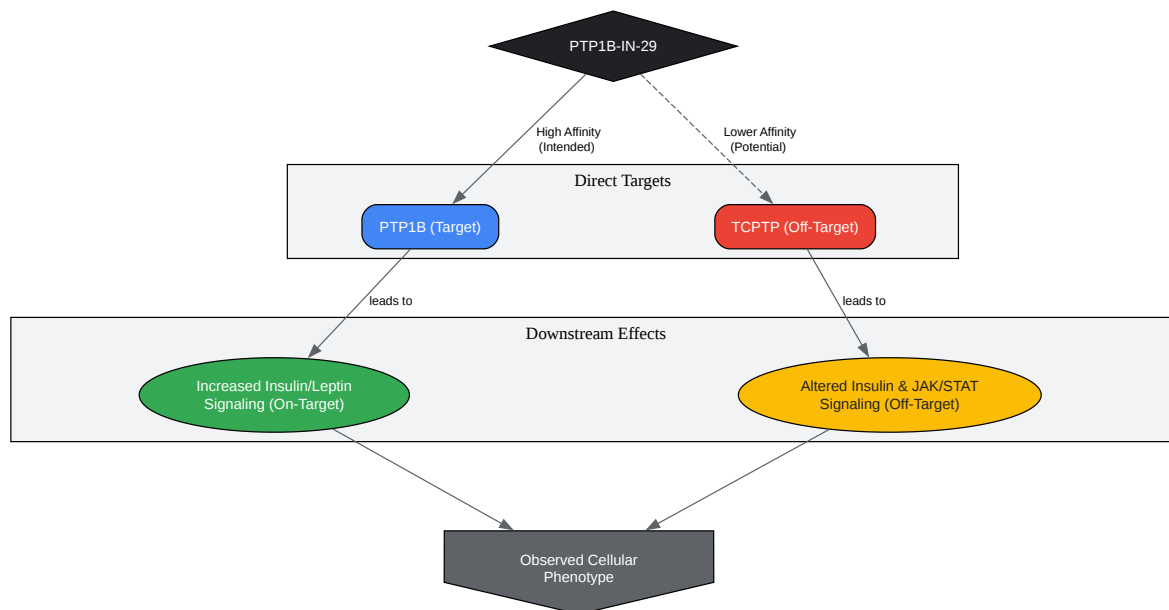 PTP1B-IN-29
High Affinity
(Intended)
Lower Affinity
(Potential)
Direct Targets
PTP1B (Target)
TCPTP (Off-Target)
leads to
leads to
Downstream Effects
Increased Insulin/Leptin
Signaling (On-Target)
Altered Insulin & JAK/STAT
Signaling (Off-Target)
Observed Cellular
Phenotype